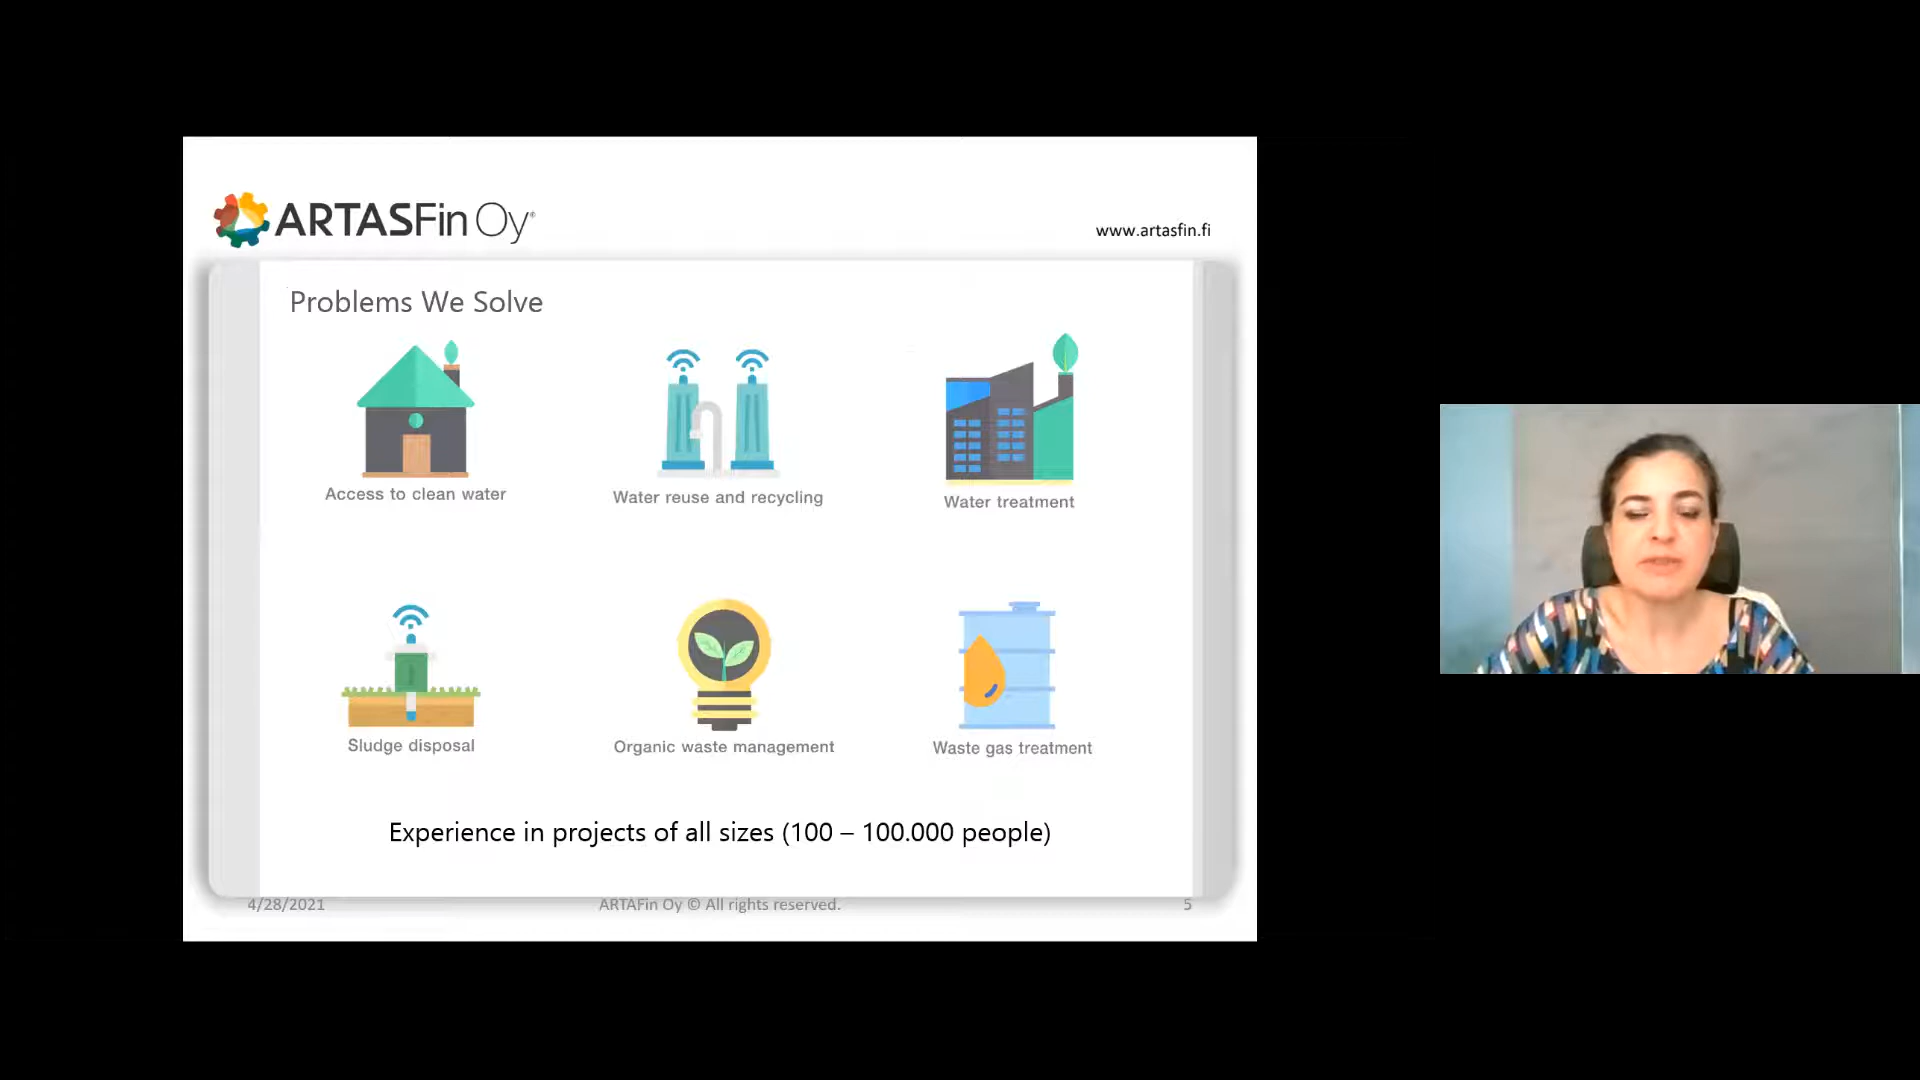 ARTASFin Oy
www.artasfin.fi
Problems We Solve
Access to clean water
Water reuse and recycling
Water treatment
Sludge disposal
Organic waste management
Waste gas treatment
Experience in projects of all sizes (100 – 100.000 people)
4/28/2021
ARTAFin Oy © All rights reserved.
5